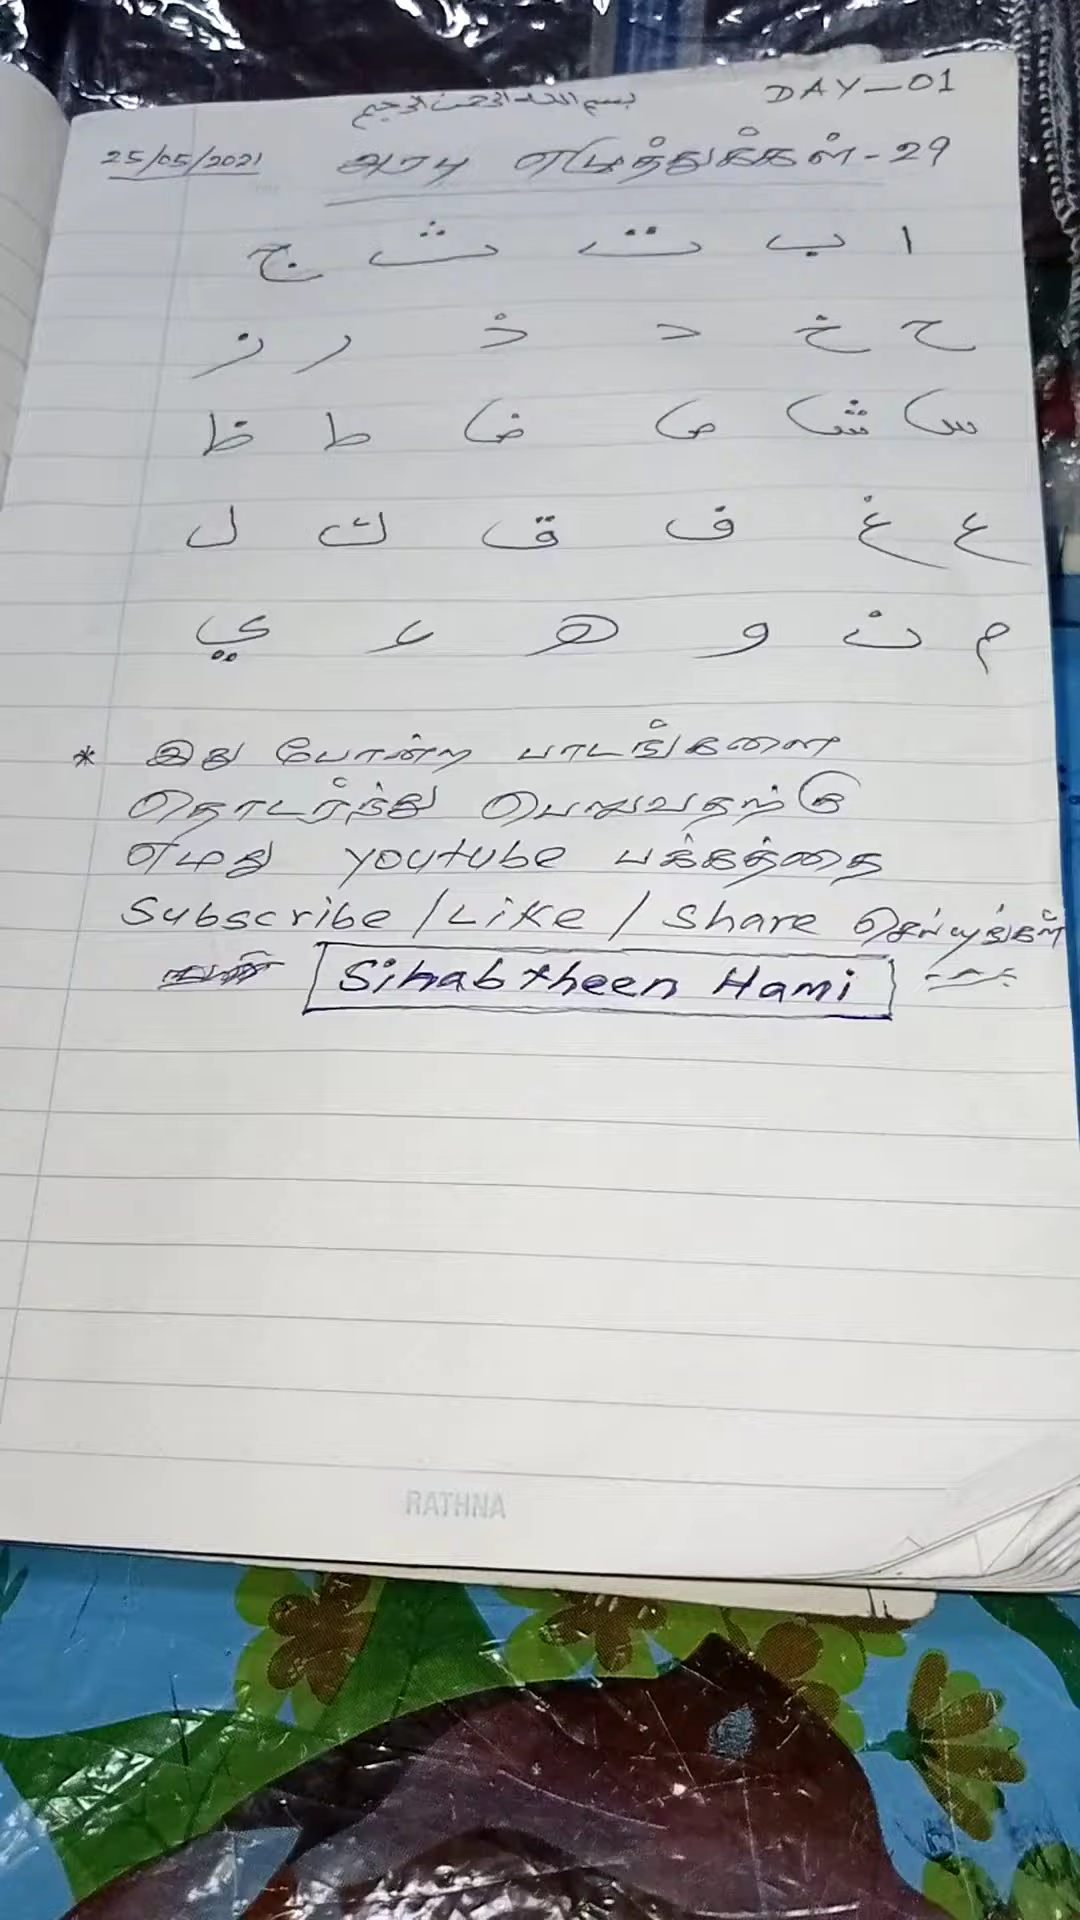 DAY-01
بسم الله الرحمن الرحيم
25/05/2021 அரபு எழுத்துக்கள்-29
ا ب ت ث ج
ح خ د ذ ر ز
س ش ص ض ط ظ
ع غ ف ق ك ل
م ن و ه ء ي
* இது போன்ற பாடங்களை
தொடர்ந்து பெறுவதற்கு
எமது youtube பக்கத்தை
Subscribe / Like / Share செய்யுங்கள்
Sihabtheen Hami
RATHNA